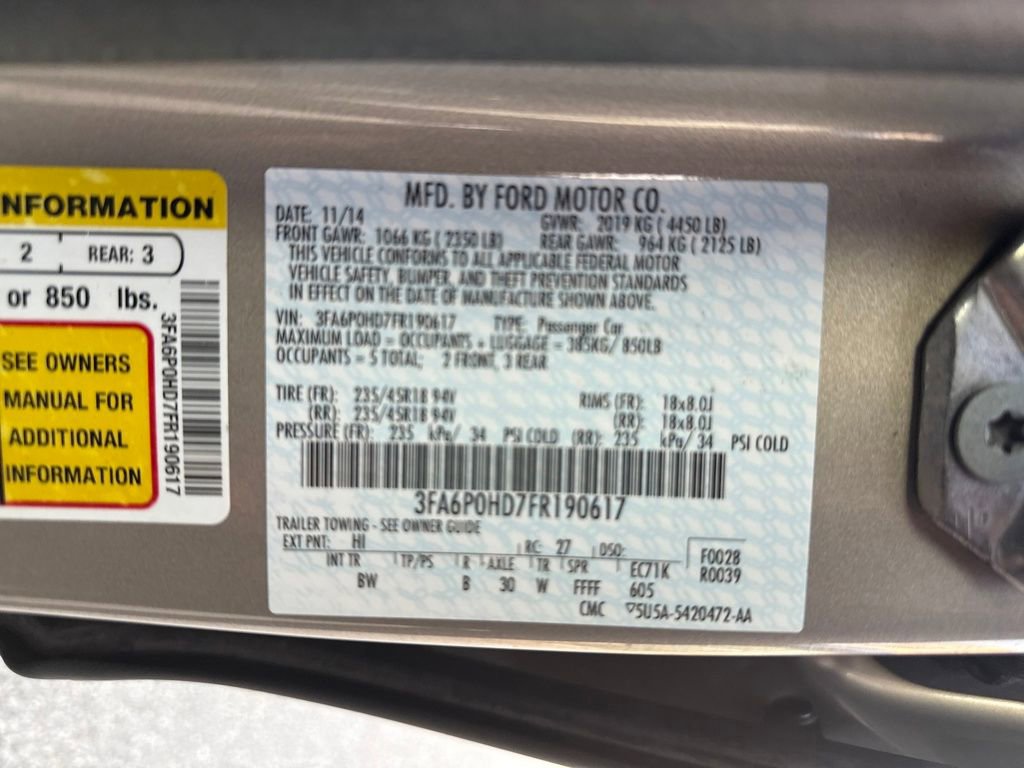 INFORMATION
2 REAR: 3
or 850 lbs.
SEE OWNERS
MANUAL FOR
ADDITIONAL
INFORMATION
3FA6P0HD7FR190617
MFD. BY FORD MOTOR CO.
DATE: 11/14 GVWR: 2019 KG ( 4450 LB)
FRONT GAWR: 1066 KG ( 2350 LB) REAR GAWR: 964 KG ( 2125 LB)
THIS VEHICLE CONFORMS TO ALL APPLICABLE FEDERAL MOTOR
VEHICLE SAFETY, BUMPER, AND THEFT PREVENTION STANDARDS
IN EFFECT ON THE DATE OF MANUFACTURE SHOWN ABOVE.
VIN: 3FA6P0HD7FR190617 TYPE: Passenger Car
MAXIMUM LOAD = OCCUPANTS + LUGGAGE = 385KG/ 850LB
OCCUPANTS = 5 TOTAL; 2 FRONT, 3 REAR
TIRE (FR): 235/45R18 94V RIMS (FR): 18x8.0J
(RR): 235/45R18 94V (RR): 18x8.0J
PRESSURE (FR): 235 kPa/ 34 PSI COLD (RR): 235 kPa/ 34 PSI COLD
3FA6P0HD7FR190617
TRAILER TOWING - SEE OWNER GUIDE
EXT PNT: HI RC: 27 DSO: F0028
INT TR TP/PS R AXLE TR SPR EC71K R0039
BW B 30 W FFFF 605
CMC ▽5U5A-5420472-AA